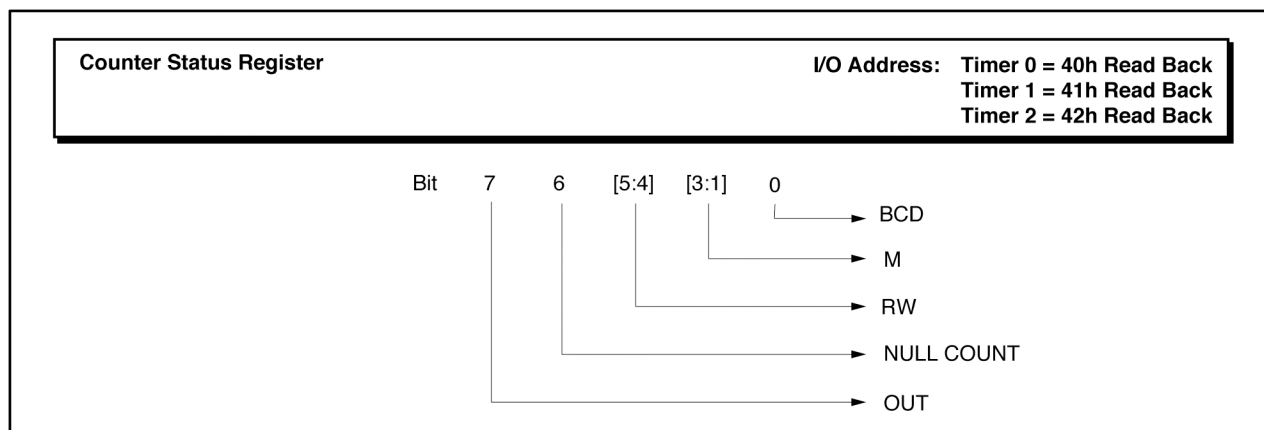 Counter Status Register
I/O Address: Timer 0 = 40h Read Back
Timer 1 = 41h Read Back
Timer 2 = 42h Read Back
Bit 7 6 [5:4] [3:1] 0
BCD
M
RW
NULL COUNT
OUT